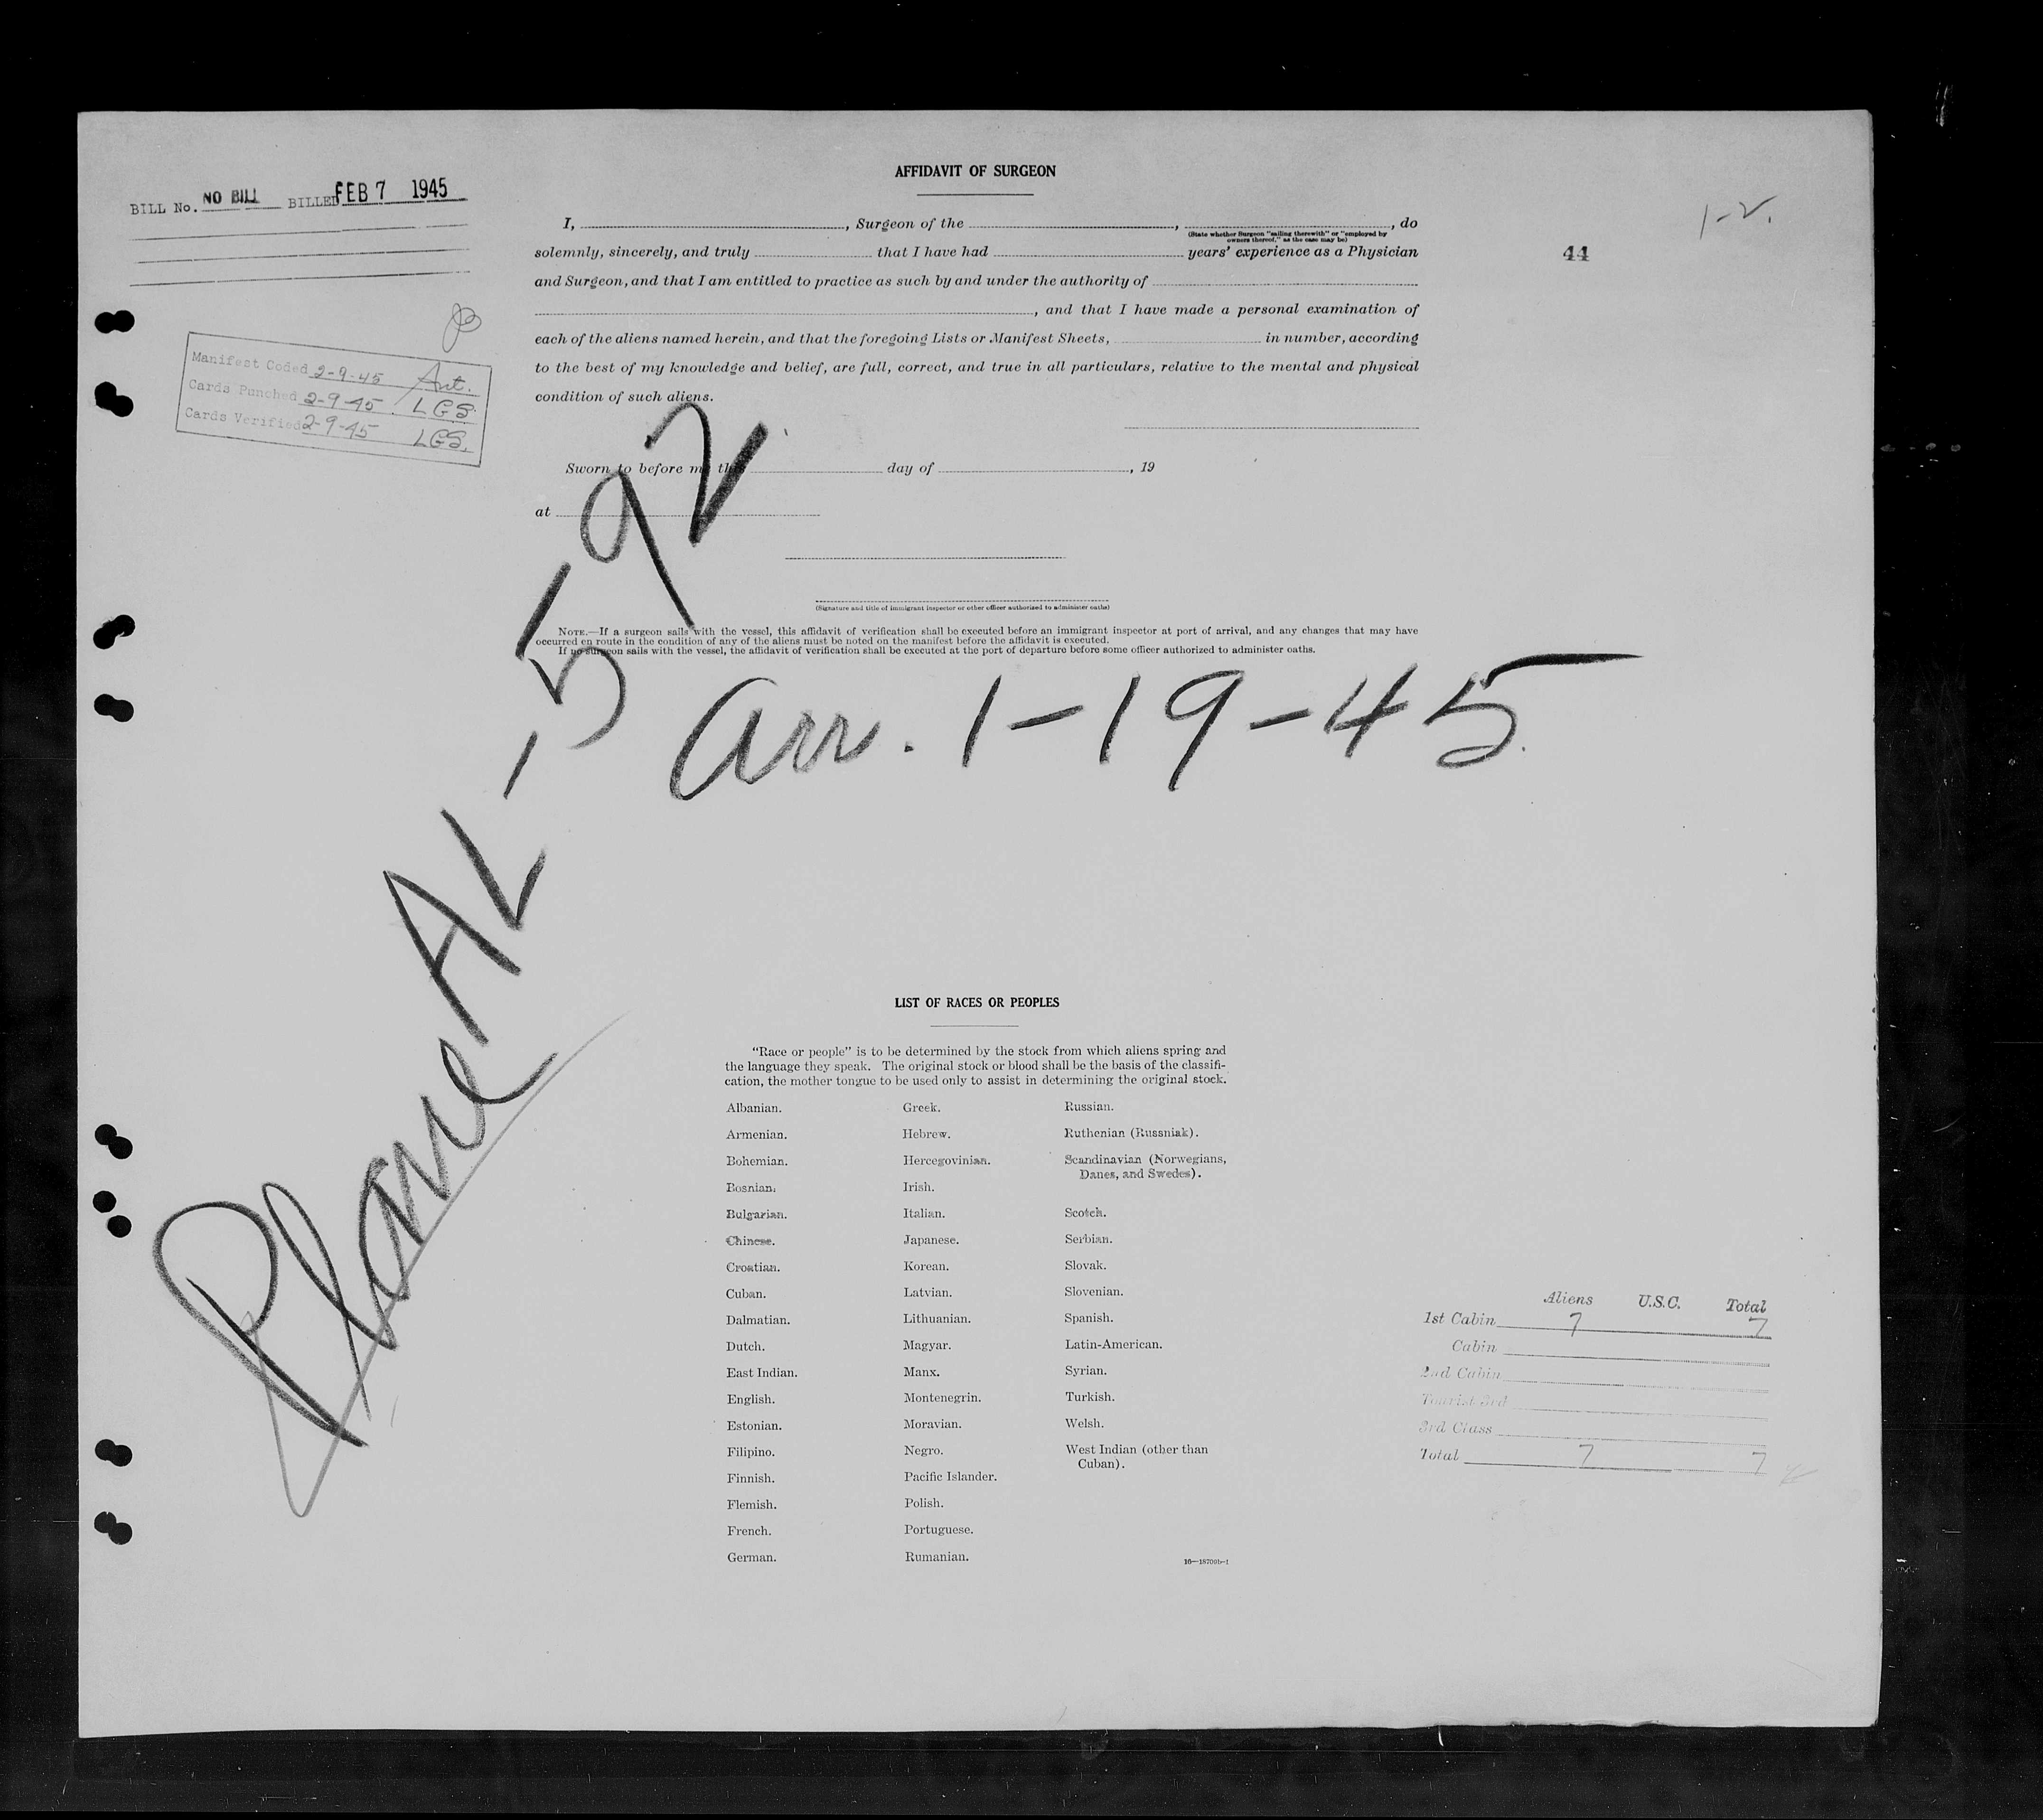 AFFIDAVIT OF SURGEON
BILL No. NO BILL BILLED FEB 7 1945
1-2.
44
I, , Surgeon of the , , do
(State whether Surgeon "sailing therewith" or "employed by
owners thereof," as the case may be)
solemnly, sincerely, and truly that I have had years' experience as a Physician
and Surgeon, and that I am entitled to practice as such by and under the authority of
, and that I have made a personal examination of
each of the aliens named herein, and that the foregoing Lists or Manifest Sheets, in number, according
to the best of my knowledge and belief, are full, correct, and true in all particulars, relative to the mental and physical
condition of such aliens.
Manifest Coded 2-9-45 Ant.
Cards Punched 2-9-45 LGS.
Cards Verified 2-9-45 LGS.
Sworn to before me this day of , 19
at
(Signature and title of immigrant inspector or other officer authorized to administer oaths)
NOTE.—If a surgeon sails with the vessel, this affidavit of verification shall be executed before an immigrant inspector at port of arrival, and any changes that may have
occurred en route in the condition of any of the aliens must be noted on the manifest before the affidavit is executed.
If no surgeon sails with the vessel, the affidavit of verification shall be executed at the port of departure before some officer authorized to administer oaths.
Plane AL-592
arr. 1-19-45
LIST OF RACES OR PEOPLES
"Race or people" is to be determined by the stock from which aliens spring and
the language they speak. The original stock or blood shall be the basis of the classifi-
cation, the mother tongue to be used only to assist in determining the original stock.
Albanian.
Armenian.
Bohemian.
Bosnian.
Bulgarian.
Chinese.
Croatian.
Cuban.
Dalmatian.
Dutch.
East Indian.
English.
Estonian.
Filipino.
Finnish.
Flemish.
French.
German.
Greek.
Hebrew.
Hercegovinian.
Irish.
Italian.
Japanese.
Korean.
Latvian.
Lithuanian.
Magyar.
Manx.
Montenegrin.
Moravian.
Negro.
Pacific Islander.
Polish.
Portuguese.
Rumanian.
Russian.
Ruthenian (Russniak).
Scandinavian (Norwegians,
Danes, and Swedes).
Scotch.
Serbian.
Slovak.
Slovenian.
Spanish.
Latin-American.
Syrian.
Turkish.
Welsh.
West Indian (other than
Cuban).
Aliens U.S.C. Total
1st Cabin 7 7
Cabin
2nd Cabin
Tourist 3rd
3rd Class
Total 7 7